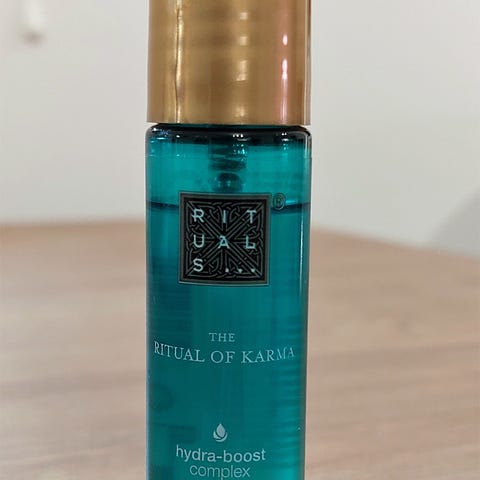 RIT
UAL
S...
®
THE
RITUAL OF KARMA
hydra-boost
complex